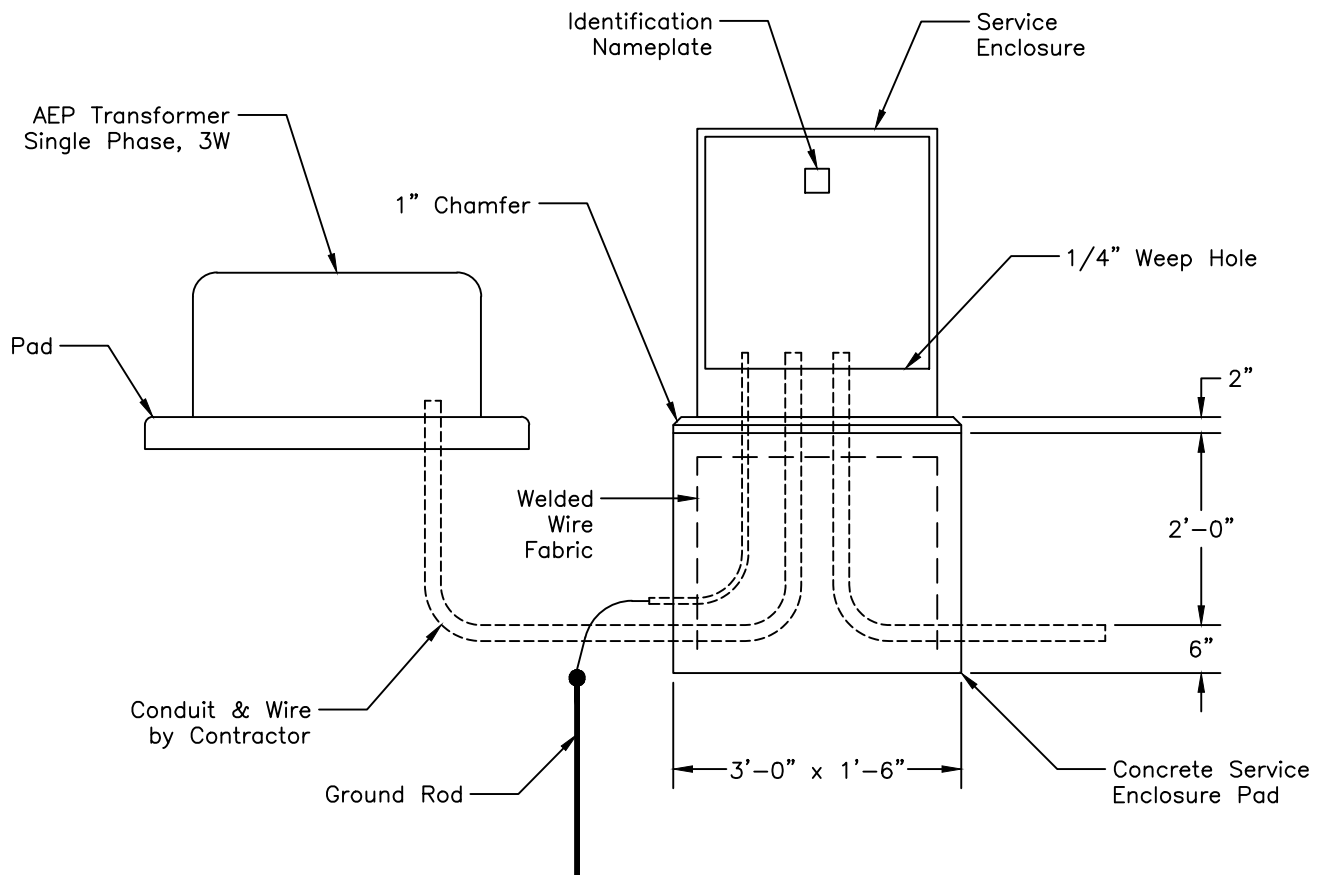 Identification
Nameplate
Service
Enclosure
AEP Transformer
Single Phase, 3W
1” Chamfer
1/4” Weep Hole
Pad
2”
Welded
Wire
Fabric
2’-0”
6”
Conduit & Wire
by Contractor
Ground Rod
3’-0” x 1’-6”
Concrete Service
Enclosure Pad